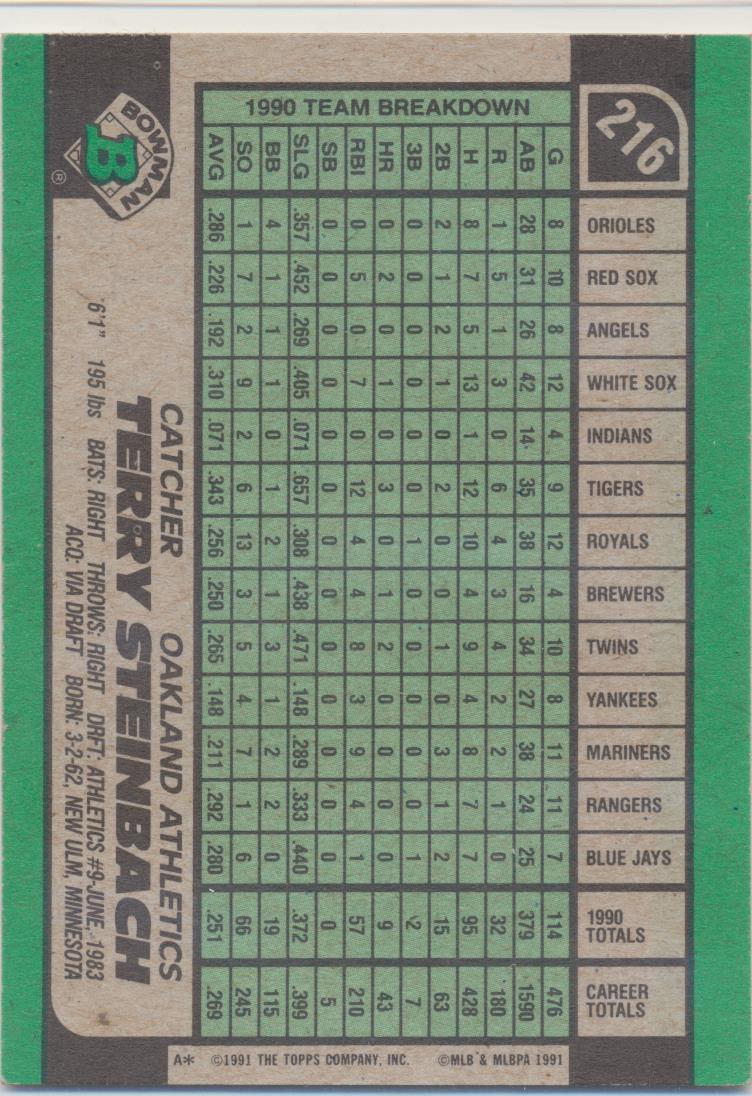 216
BOWMAN
B
®
1990 TEAM BREAKDOWN
G AB R H 2B 3B HR RBI SB SLG BB SO AVG
ORIOLES 8 28 1 8 2 0 0 0 0 .357 4 1 .286
RED SOX 10 31 5 7 1 0 2 5 0 .452 1 7 .226
ANGELS 8 26 1 5 2 0 0 0 0 .269 1 2 .192
WHITE SOX 12 42 3 13 1 0 1 7 0 .405 1 9 .310
INDIANS 4 14 0 1 0 0 0 0 0 .071 0 2 .071
TIGERS 9 35 6 12 2 0 3 12 0 .657 1 6 .343
ROYALS 12 38 4 10 0 1 0 4 0 .308 2 13 .256
BREWERS 4 16 3 4 0 0 1 4 0 .438 1 3 .250
TWINS 10 34 4 9 1 0 2 8 0 .471 3 5 .265
YANKEES 8 27 2 4 0 0 0 3 0 .148 1 4 .148
MARINERS 11 38 2 8 3 0 0 9 0 .289 2 7 .211
RANGERS 11 24 1 7 1 0 0 4 0 .333 2 1 .292
BLUE JAYS 7 25 0 7 2 1 0 1 0 .440 0 6 .280
1990 TOTALS 114 379 32 95 15 2 9 57 0 .372 19 66 .251
CAREER TOTALS 476 1590 180 428 63 7 43 210 5 .399 115 245 .269
CATCHER OAKLAND ATHLETICS
TERRY STEINBACH
6'1" 195 lbs BATS: RIGHT THROWS: RIGHT DRFT: ATHLETICS #9-JUNE, 1983
ACQ: VIA DRAFT BORN: 3-2-62, NEW ULM, MINNESOTA
A* ©1991 THE TOPPS COMPANY, INC. ©MLB & MLBPA 1991